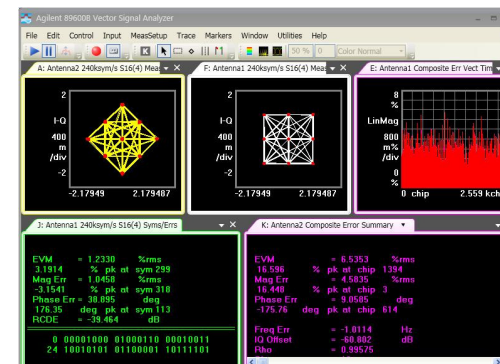 Agilent 89600B Vector Signal Analyzer
File Edit Control Input MeasSetup Trace Markers Window Utilities Help
50 % 0 Color Normal
A: Antenna2 240ksym/s S16(4) Meas
F: Antenna1 240ksym/s S16(4) Meas
E: Antenna1 Composite Err Vect Tim
2
I-Q
400
m
/div
-2
-2.17949 2.179487
2
I-Q
400
m
/div
-2
-2.17949 2.179487
8
%
LinMag
800
m%
/div
0
%
0 chip 2.559 kch
J: Antenna1 240ksym/s S16(4) Syms/Errs
EVM = 1.2330 %rms
3.1914 % pk at sym 299
Mag Err = 1.0458 %rms
-3.1541 % pk at sym 318
Phase Err = 38.895 deg
176.35 deg pk at sym 113
RCDE = -39.464 dB
0 00001000 01000110 00010011
24 10010101 01100001 10111101
K: Antenna2 Composite Error Summary
EVM = 6.5353 %rms
16.596 % pk at chip 1394
Mag Err = 4.5835 %rms
16.448 % pk at chip 3
Phase Err = 9.0505 deg
-175.76 deg pk at chip 614
Freq Err = -1.0114 Hz
IQ Offset = -60.802 dB
Rho = 0.99575